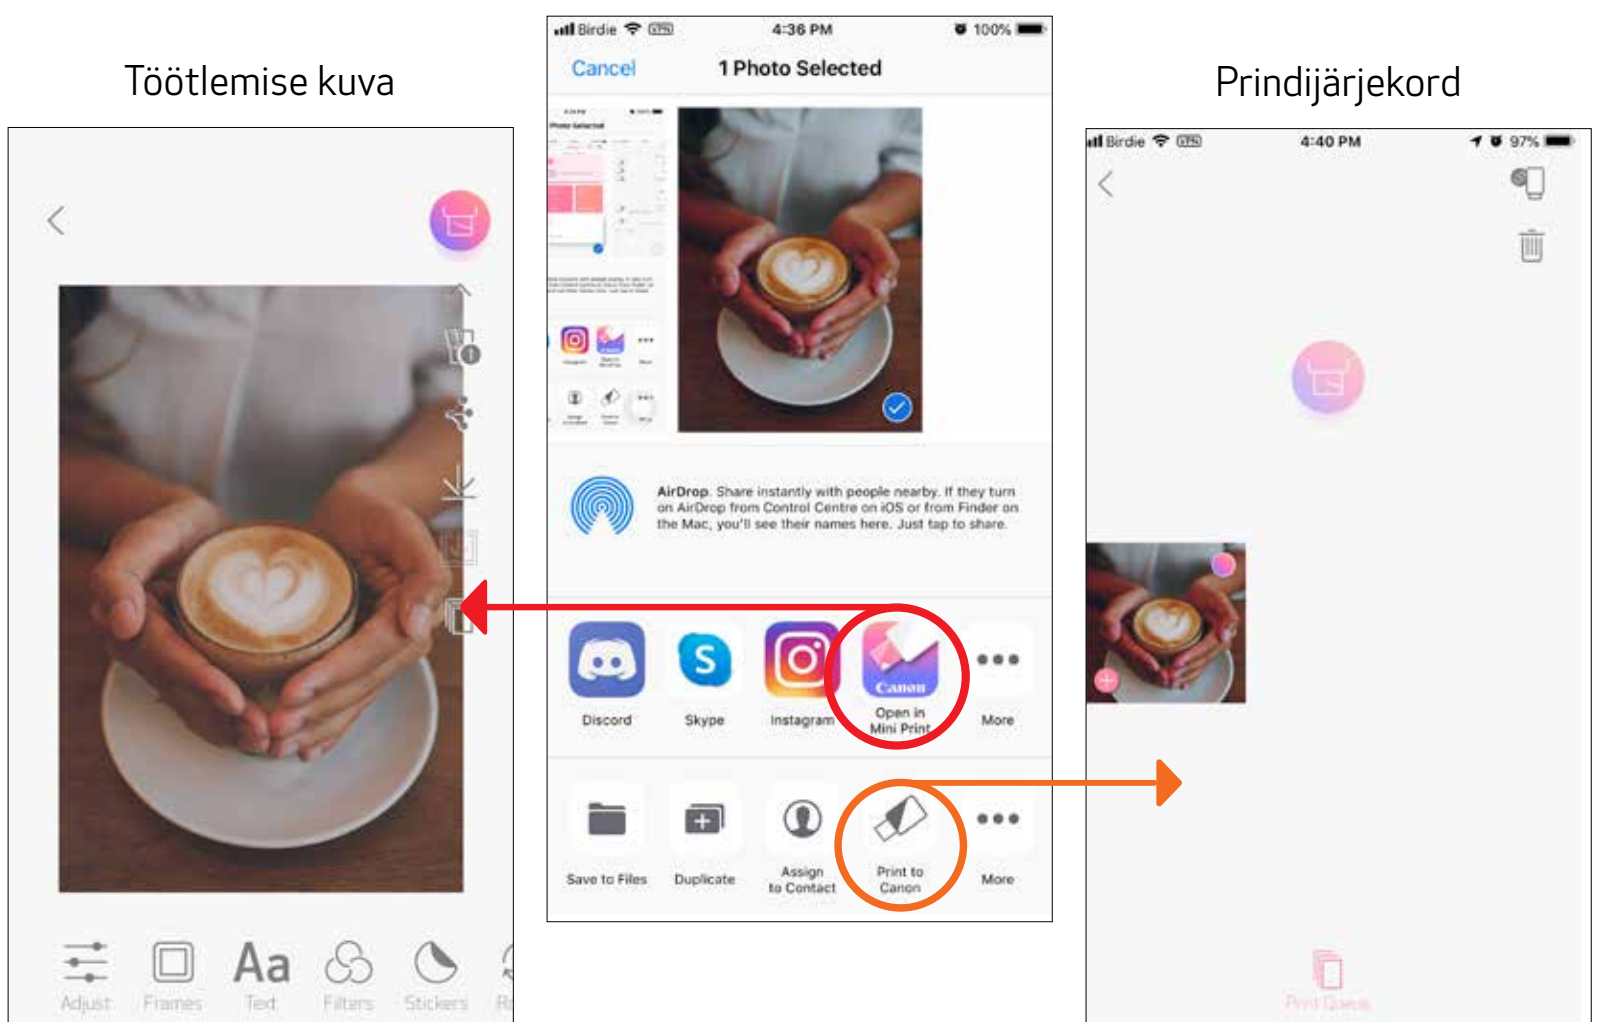 Töötlemise kuva
Adjust
Frames
Aa
Text
Filters
Stickers
Birdie VPN 4:36 PM 100%
Cancel
1 Photo Selected
AirDrop. Share instantly with people nearby. If they turn
on AirDrop from Control Centre on iOS or from Finder on
the Mac, you'll see their names here. Just tap to share.
Discord
Skype
Instagram
Canon
Open in
Mini Print
More
Save to Files
Duplicate
Assign
to Contact
Print to
Canon
More
Prindijärjekord
Birdie VPN 4:40 PM 97%
Print Queue